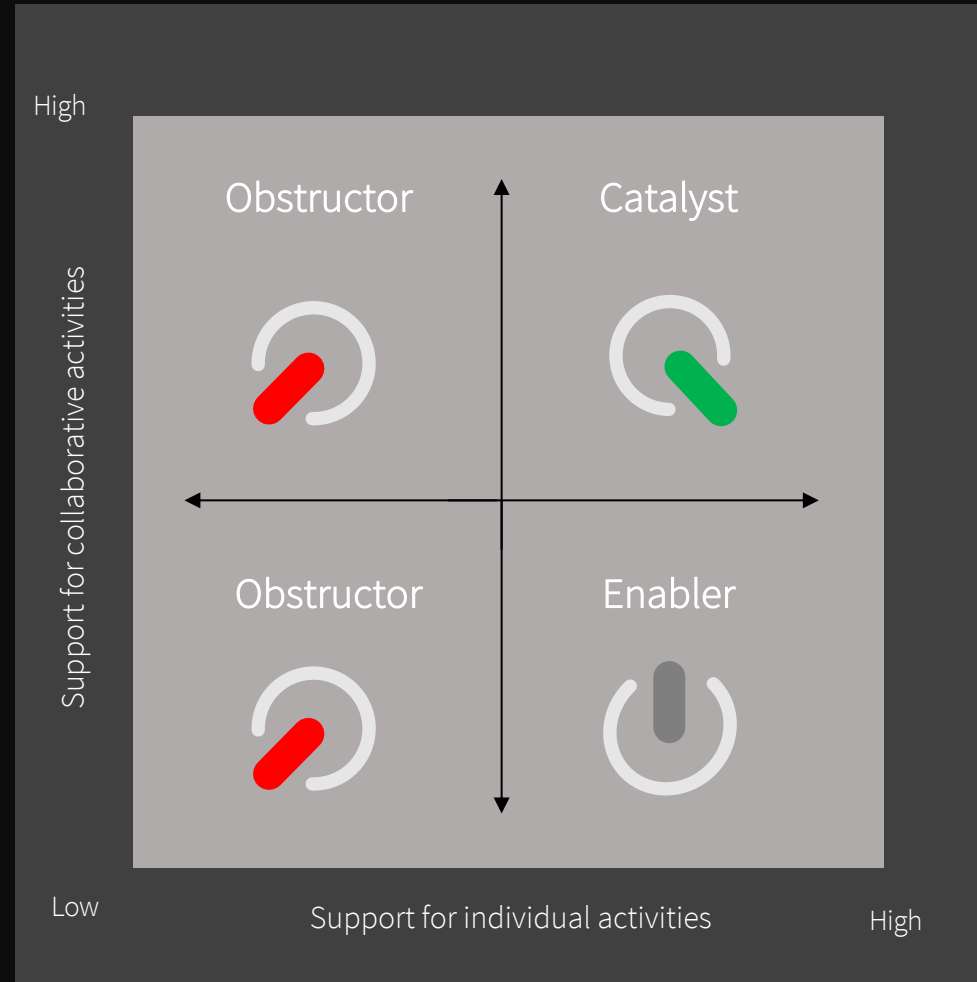 High
Obstructor
Catalyst
Support for collaborative activities
Obstructor
Enabler
Low
Support for individual activities
High